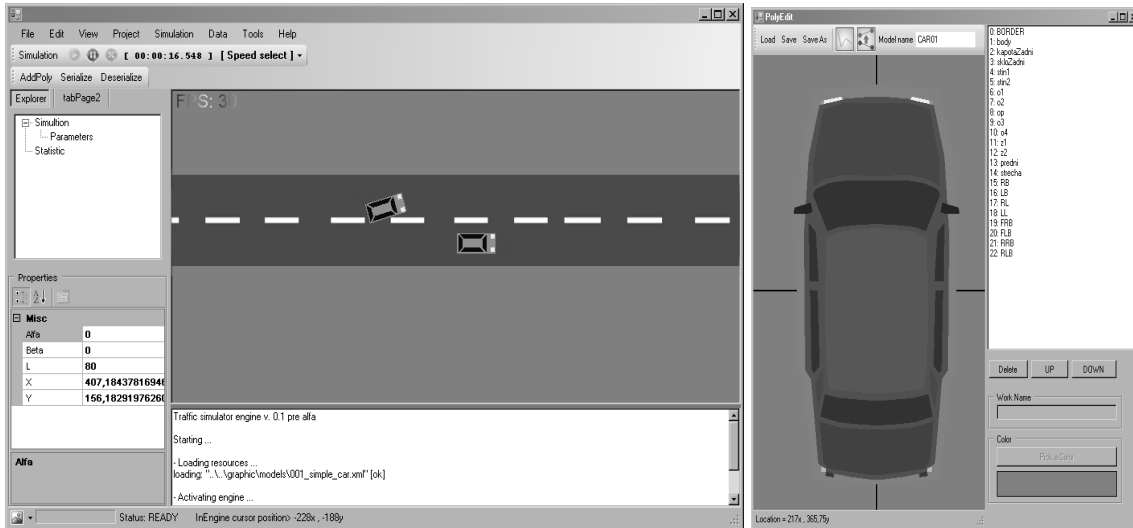 File Edit View Project Simulation Data Tools Help
Simulation [ 00:00:16.548 ] [ Speed select ]
AddPoly Serialize Deserialize
Explorer tabPage2
Simultion
Parameters
Statistic
FPS: 30
Properties
Misc
Alfa 0
Beta 0
L 80
X 407,18437816946
Y 156,18291976260
Alfa
Traffic simulator engine v. 0.1 pre alfa
Starting ...
- Loading resources ...
loading: "..\..\graphic\models\001_simple_car.xml" [ok]
- Activating engine ...
Status: READY InEngine cursor position> -228x , -188y
PolyEdit
Load Save Save As Model name CAR01
0: BORDER
1: body
2: kapotaZadni
3: skloZadni
4: stin1
5: stin2
6: o1
7: o2
8: op
9: o3
10: o4
11: z1
12: z2
13: predni
14: strecha
15: RB
16: LB
17: RL
18: LL
19: FRB
20: FLB
21: RRB
22: RLB
Delete UP DOWN
Work Name
Color
Pick a Color
Location = 217x , 365,75y